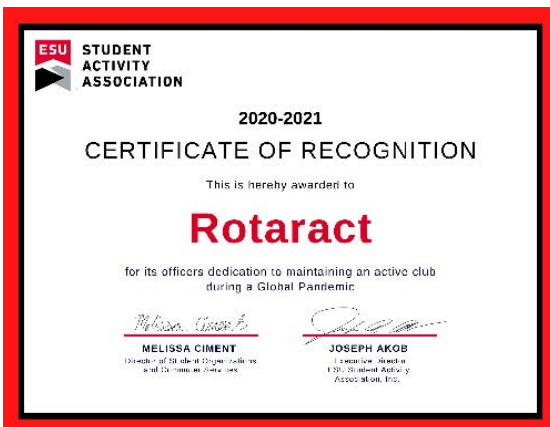 ESU
STUDENT
ACTIVITY
ASSOCIATION
2020-2021
CERTIFICATE OF RECOGNITION
This is hereby awarded to
Rotaract
for its officers dedication to maintaining an active club
during a Global Pandemic
Melissa Ciment
MELISSA CIMENT
JOSEPH AKOB
Director of Student Organizations
and Commuter Services
Executive Director
ESU Student Activity
Association, Inc.